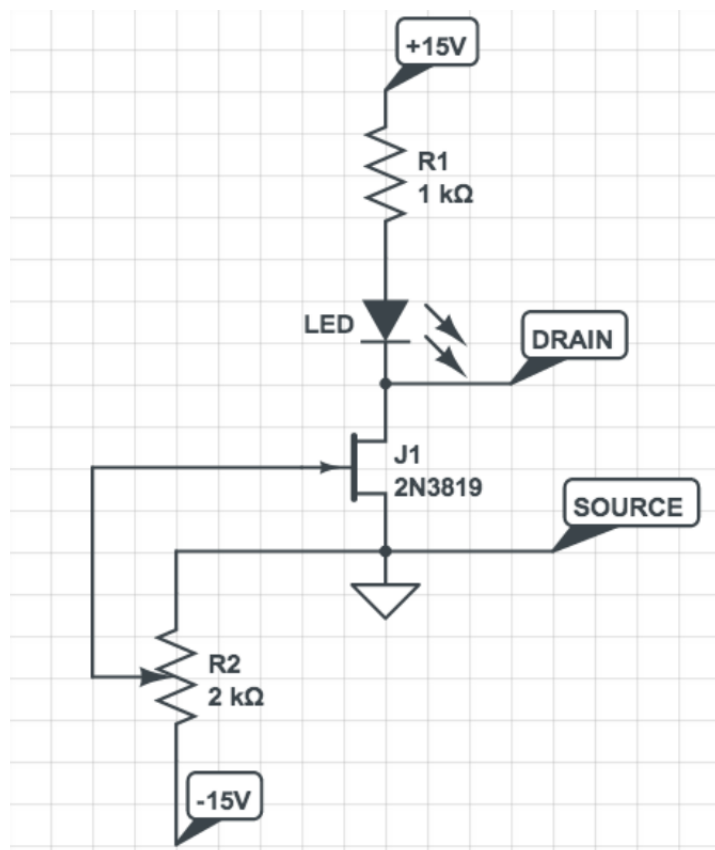 +15V
R1
1 kΩ
LED
DRAIN
J1
2N3819
SOURCE
R2
2 kΩ
-15V